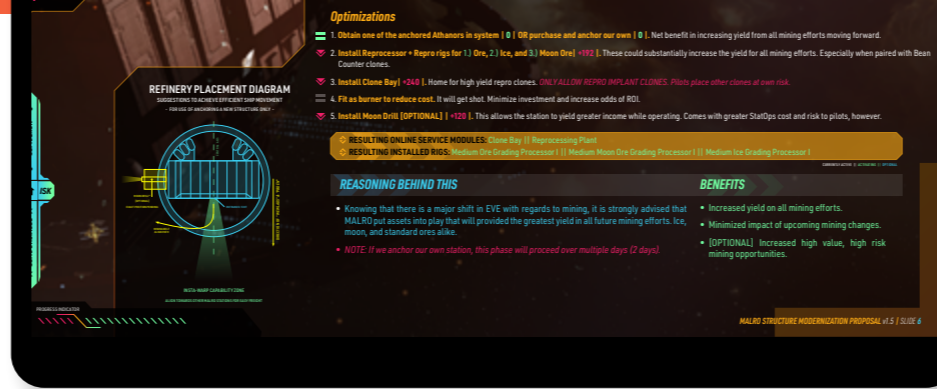 Optimizations
1. Obtain one of the anchored Athanors in system | 0 | OR purchase and anchor our own | 0 |. Net benefit in increasing yield from all mining efforts moving forward.
2. Install Reprocessor + Repro rigs for 1.) Ore, 2.) Ice, and 3.) Moon Ore| +192 |. These could substantially increase the yield for all mining efforts. Especially when paired with Bean
Counter clones.
3. Install Clone Bay| +240 |. Home for high yield repro clones. ONLY ALLOW REPRO IMPLANT CLONES. Pilots place other clones at own risk.
4. Fit as burner to reduce cost. It will get shot. Minimize investment and increase odds of ROI.
5. Install Moon Drill [OPTIONAL] | +120 |. This allows the station to yield greater income while operating. Comes with greater StatOps cost and risk to pilots, however.
RESULTING ONLINE SERVICE MODULES: Clone Bay || Reprocessing Plant
RESULTING INSTALLED RIGS: Medium Ore Grading Processor I || Medium Moon Ore Grading Processor I || Medium Ice Grading Processor I
REFINERY PLACEMENT DIAGRAM
SUGGESTIONS TO ACHIEVE EFFICIENT SHIP MOVEMENT
- FOR USE OF ANCHORING A NEW STRUCTURE ONLY -
ISK
INSTA-WARP CAPABILITY ZONE
REASONING BEHIND THIS
Knowing that there is a major shift in EVE with regards to mining, it is strongly advised that
MALRO put assets into play that will provided the greatest yield in all future mining efforts. Ice,
moon, and standard ores alike.
NOTE: If we anchor our own station, this phase will proceed over multiple days (2 days).
BENEFITS
Increased yield on all mining efforts.
Minimized impact of upcoming mining changes.
[OPTIONAL] Increased high value, high risk
mining opportunities.
PROGRESS INDICATOR
MALRO STRUCTURE MODERNIZATION PROPOSAL v1.5 | SLIDE 6